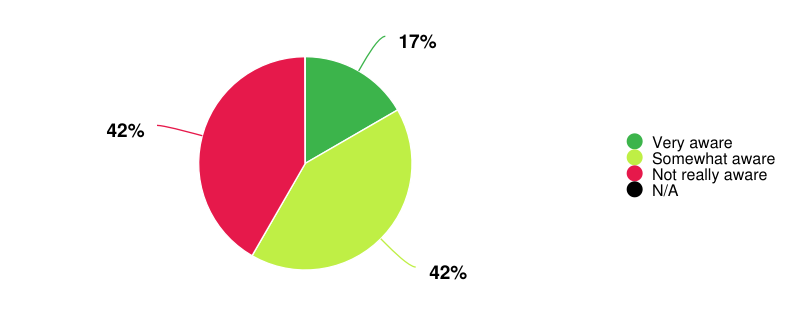 17%
42%
42%
Very aware
Somewhat aware
Not really aware
N/A